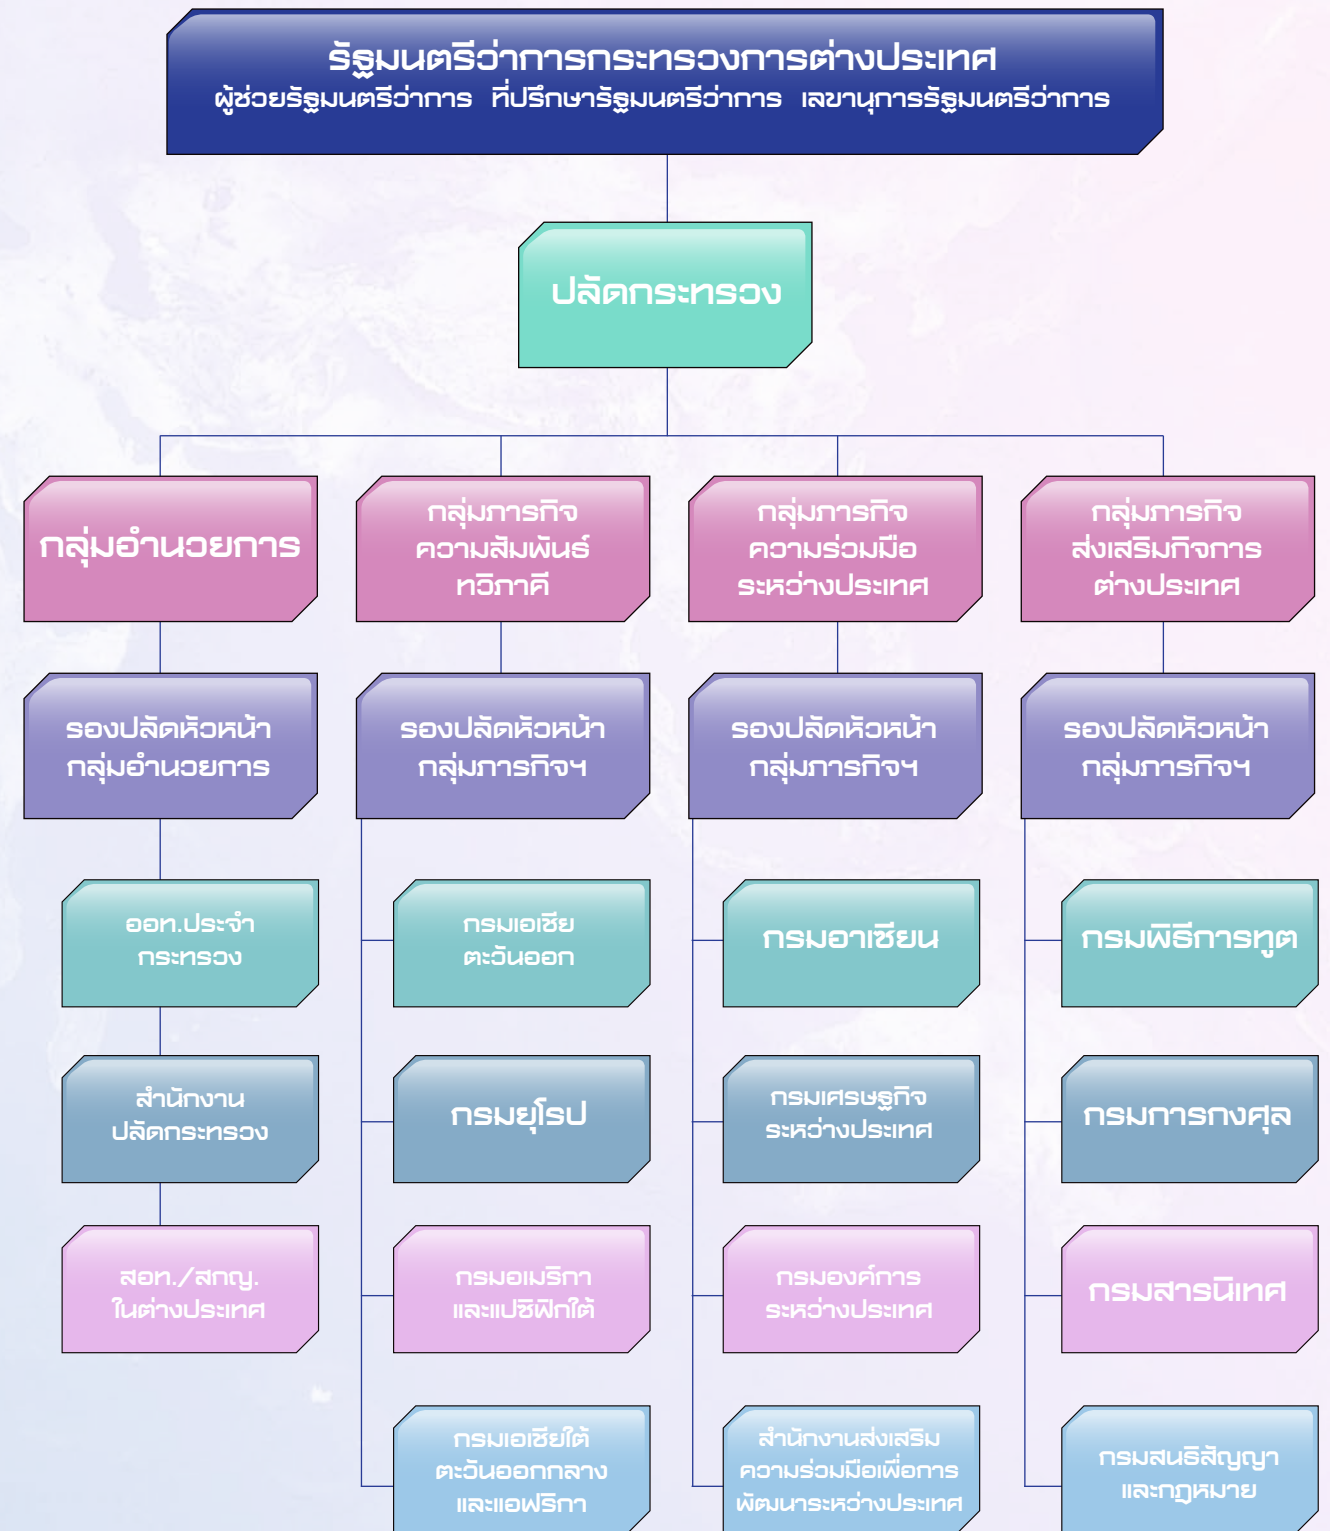 รัฐมนตรีว่าการกระทรวงการต่างประเทศ
ผู้ช่วยรัฐมนตรีว่าการ ที่ปรึกษารัฐมนตรีว่าการ เลขานุการรัฐมนตรีว่าการ
ปลัดกระทรวง
กลุ่มอำนวยการ
กลุ่มภารกิจ
ความสัมพันธ์
ทวิภาคี
กลุ่มภารกิจ
ความร่วมมือ
ระหว่างประเทศ
กลุ่มภารกิจ
ส่งเสริมกิจการ
ต่างประเทศ
รองปลัดหัวหน้า
กลุ่มอำนวยการ
รองปลัดหัวหน้า
กลุ่มภารกิจฯ
รองปลัดหัวหน้า
กลุ่มภารกิจฯ
รองปลัดหัวหน้า
กลุ่มภารกิจฯ
ออท.ประจำ
กระทรวง
กรมเอเชีย
ตะวันออก
กรมอาเซียน
กรมพิธีการทูต
สำนักงาน
ปลัดกระทรวง
กรมยุโรป
กรมเศรษฐกิจ
ระหว่างประเทศ
กรมการกงศุล
สอท./สกญ.
ในต่างประเทศ
กรมอเมริกา
และแปซิฟิกใต้
กรมองค์การ
ระหว่างประเทศ
กรมสารนิเทศ
กรมเอเชียใต้
ตะวันออกกลาง
และแอฟริกา
สำนักงานส่งเสริม
ความร่วมมือเพื่อการ
พัฒนาระหว่างประเทศ
กรมสนธิสัญญา
และกฎหมาย